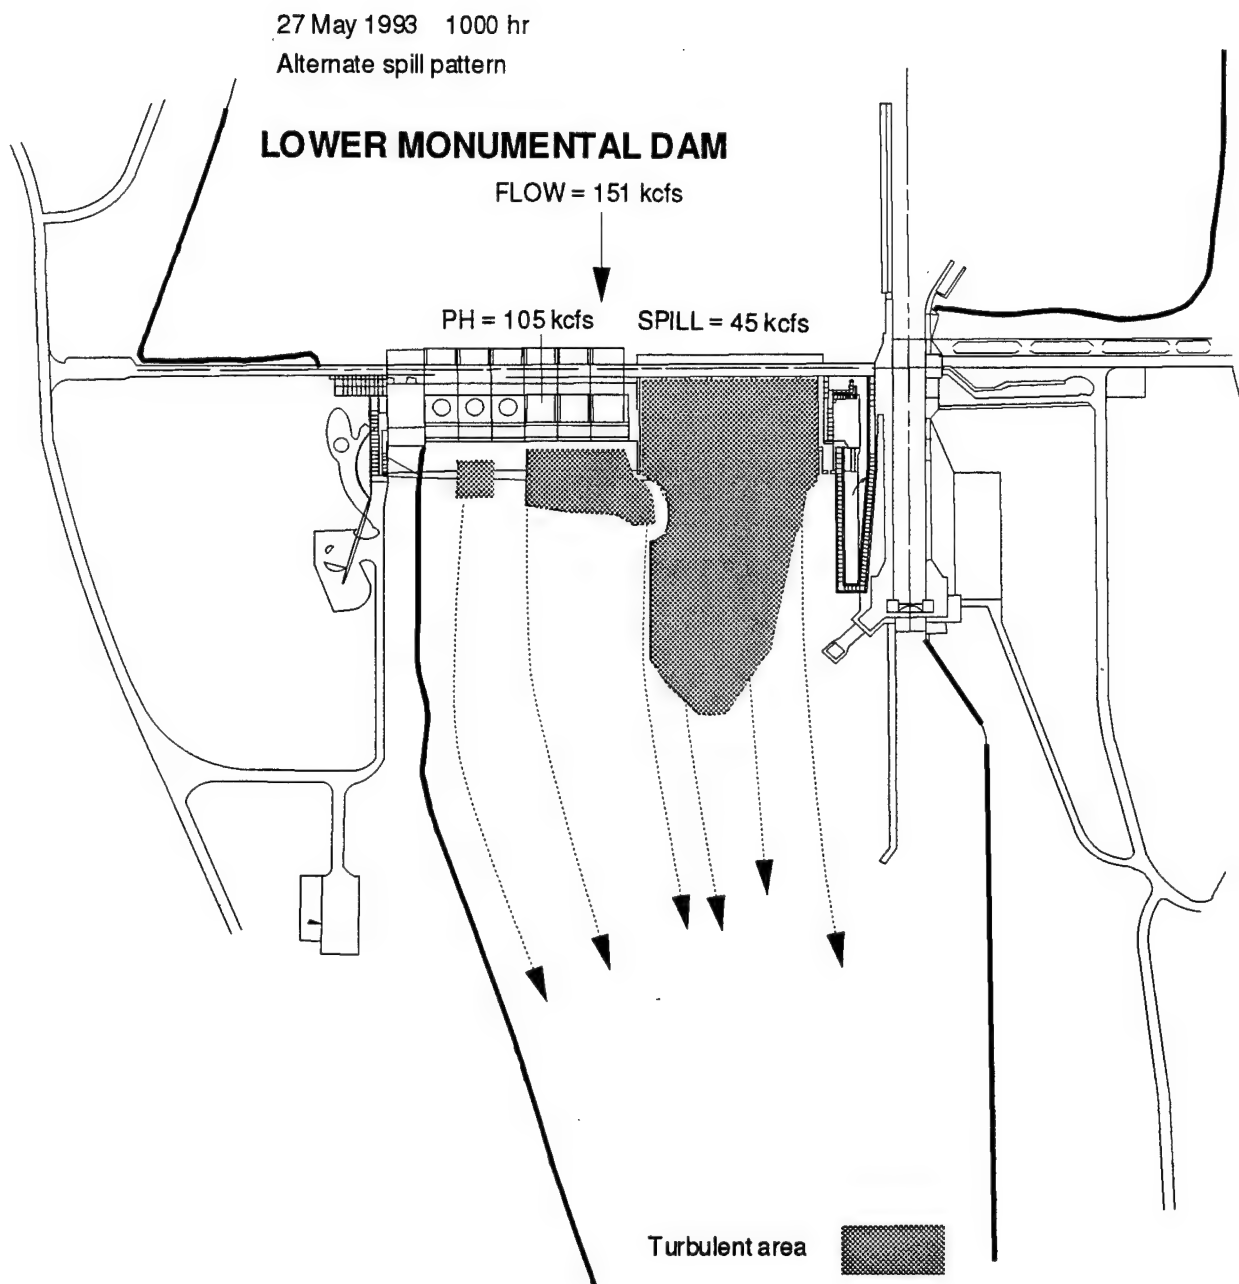 27 May 1993 1000 hr
Alternate spill pattern
LOWER MONUMENTAL DAM
FLOW = 151 kcfs
PH = 105 kcfs SPILL = 45 kcfs
Turbulent area